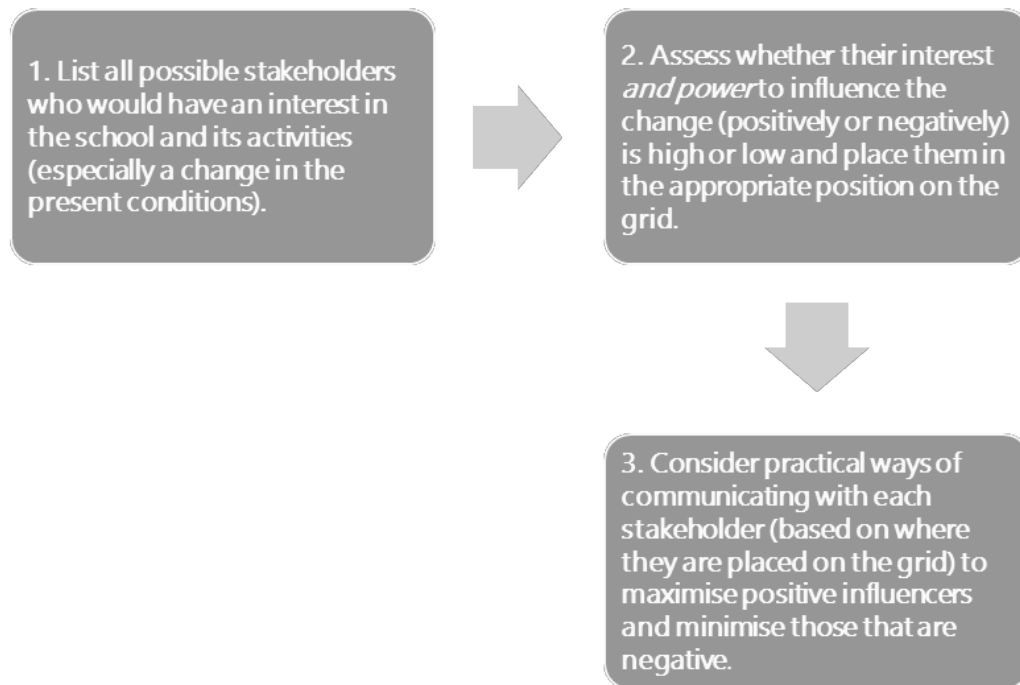 1. List all possible stakeholders
who would have an interest in
the school and its activities
(especially a change in the
present conditions).
2. Assess whether their interest
and power to influence the
change (positively or negatively)
is high or low and place them in
the appropriate position on the
grid.
3. Consider practical ways of
communicating with each
stakeholder (based on where
they are placed on the grid) to
maximise positive influencers
and minimise those that are
negative.